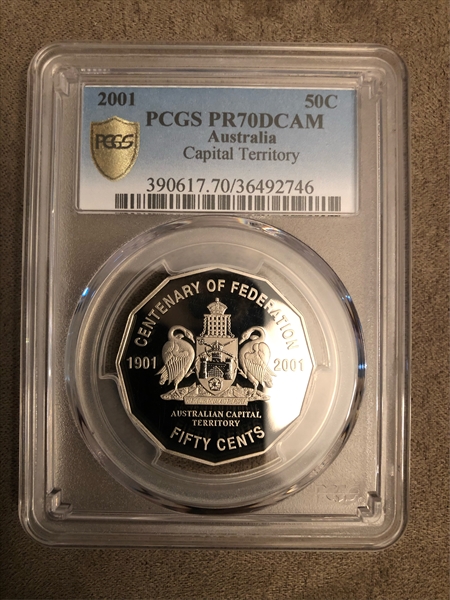 2001 50C
PCGS PR70DCAM
Australia
Capital Territory
PCGS
390617.70/36492746
CENTENARY OF FEDERATION
1901 2001
AUSTRALIAN CAPITAL
TERRITORY
FIFTY CENTS
PCGS